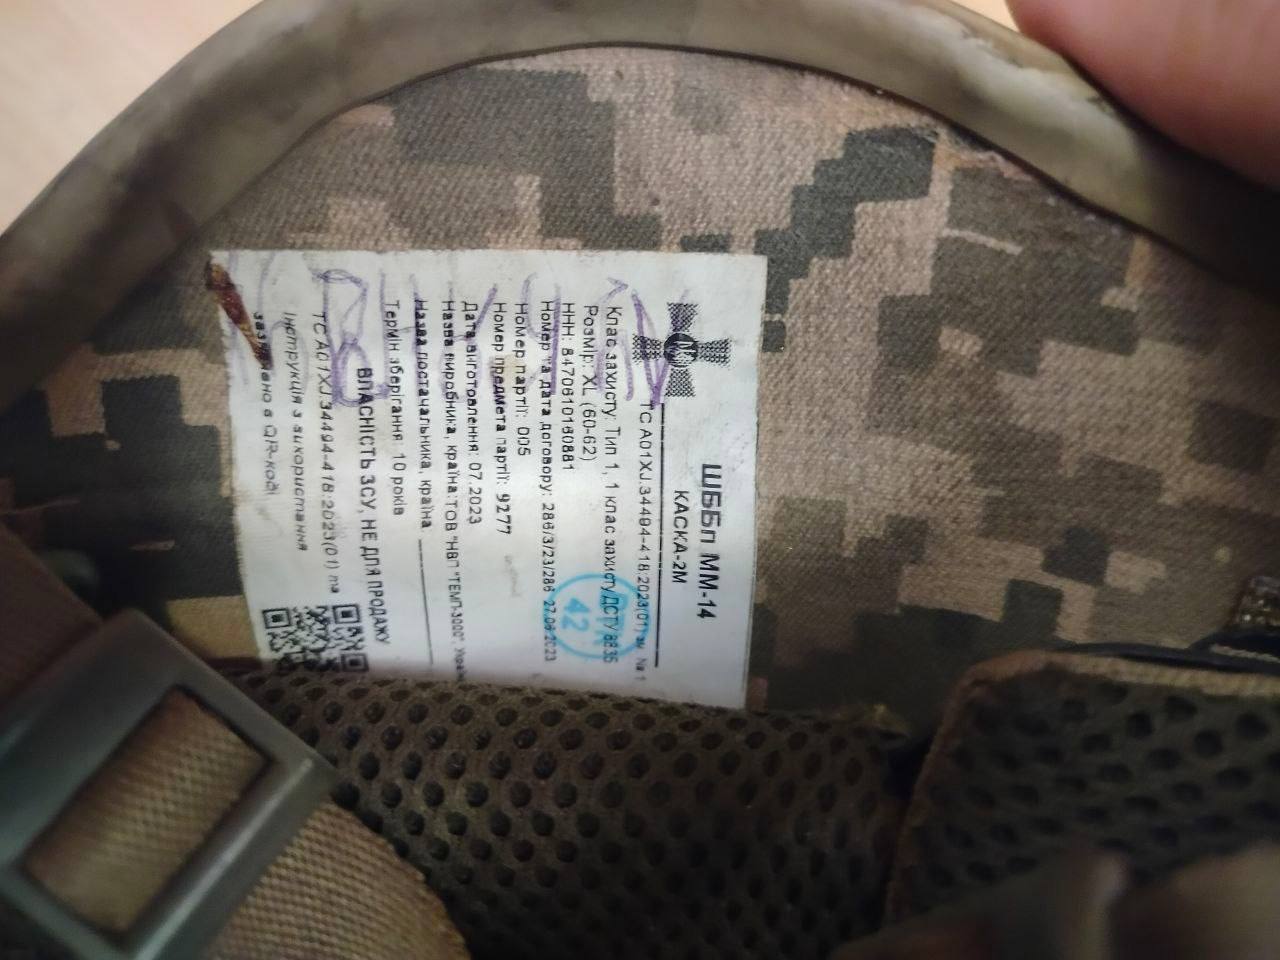 ШББп ММ-14
КАСКА-2М
ТС А01XJ.34494-418:2023(01) зм. № 1
Клас захисту: Тип 1, 1 клас захисту ДСТУ 8835
Розмір: XL (60-62)
ННН: 8470610160881
Номер та дата договору: 286/3/23/286 27.06.2023
Номер партії: 005
Номер предмета партії: 9277
Дата виготовлення: 07.2023
Назва виробника, країна: ТОВ "НВП "ТЕМП-3000",
Назва постачальника, країна
Термін зберігання: 10 років
ВЛАСНІСТЬ ЗСУ, НЕ ДЛЯ ПРОДАЖУ
ТС А01XJ.34494-418:2023(01) та
інструкція з використання
зазначено в QR-коді
42